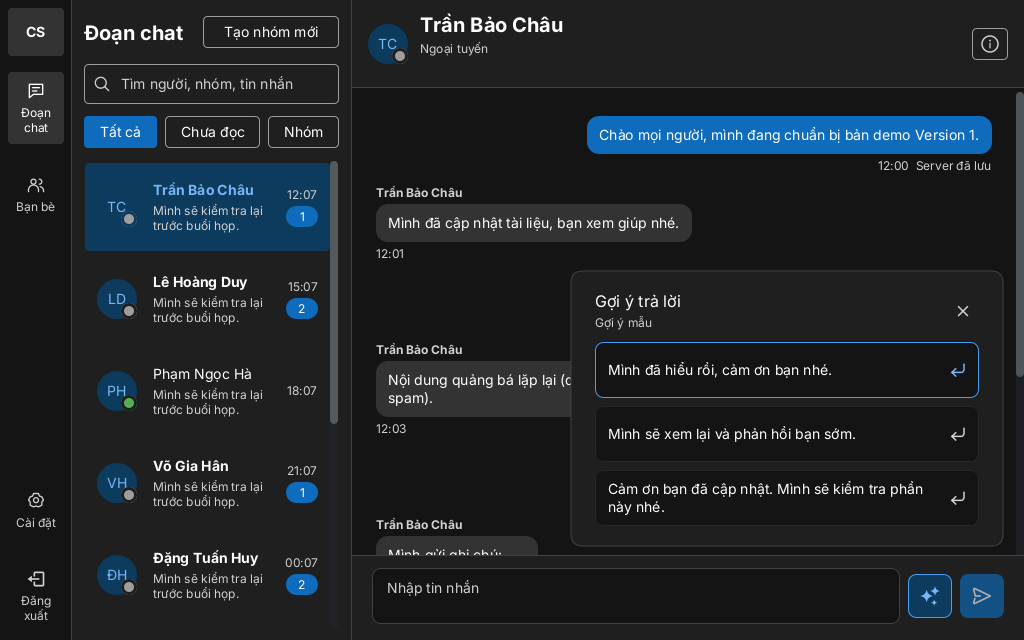 CS
Đoạn
chat
Bạn bè
Cài đặt
Đăng
xuất
Đoạn chat
Tạo nhóm mới
Tìm người, nhóm, tin nhắn
Tất cả
Chưa đọc
Nhóm
TC
Trần Bảo Châu
Mình sẽ kiểm tra lại
trước buổi họp.
12:07
1
LD
Lê Hoàng Duy
Mình sẽ kiểm tra lại
trước buổi họp.
15:07
2
PH
Phạm Ngọc Hà
Mình sẽ kiểm tra lại
trước buổi họp.
18:07
VH
Võ Gia Hân
Mình sẽ kiểm tra lại
trước buổi họp.
21:07
1
ĐH
Đặng Tuấn Huy
Mình sẽ kiểm tra lại
trước buổi họp.
00:07
2
TC
Trần Bảo Châu
Ngoại tuyến
Chào mọi người, mình đang chuẩn bị bản demo Version 1.
12:00 Server đã lưu
Trần Bảo Châu
Mình đã cập nhật tài liệu, bạn xem giúp nhé.
12:01
Trần Bảo Châu
Nội dung quảng bá lặp lại
spam).
12:03
Trần Bảo Châu
Mình gửi ghi chú:
Gợi ý trả lời
Gợi ý mẫu
Mình đã hiểu rồi, cảm ơn bạn nhé.
Mình sẽ xem lại và phản hồi bạn sớm.
Cảm ơn bạn đã cập nhật. Mình sẽ kiểm tra phần
này nhé.
Nhập tin nhắn